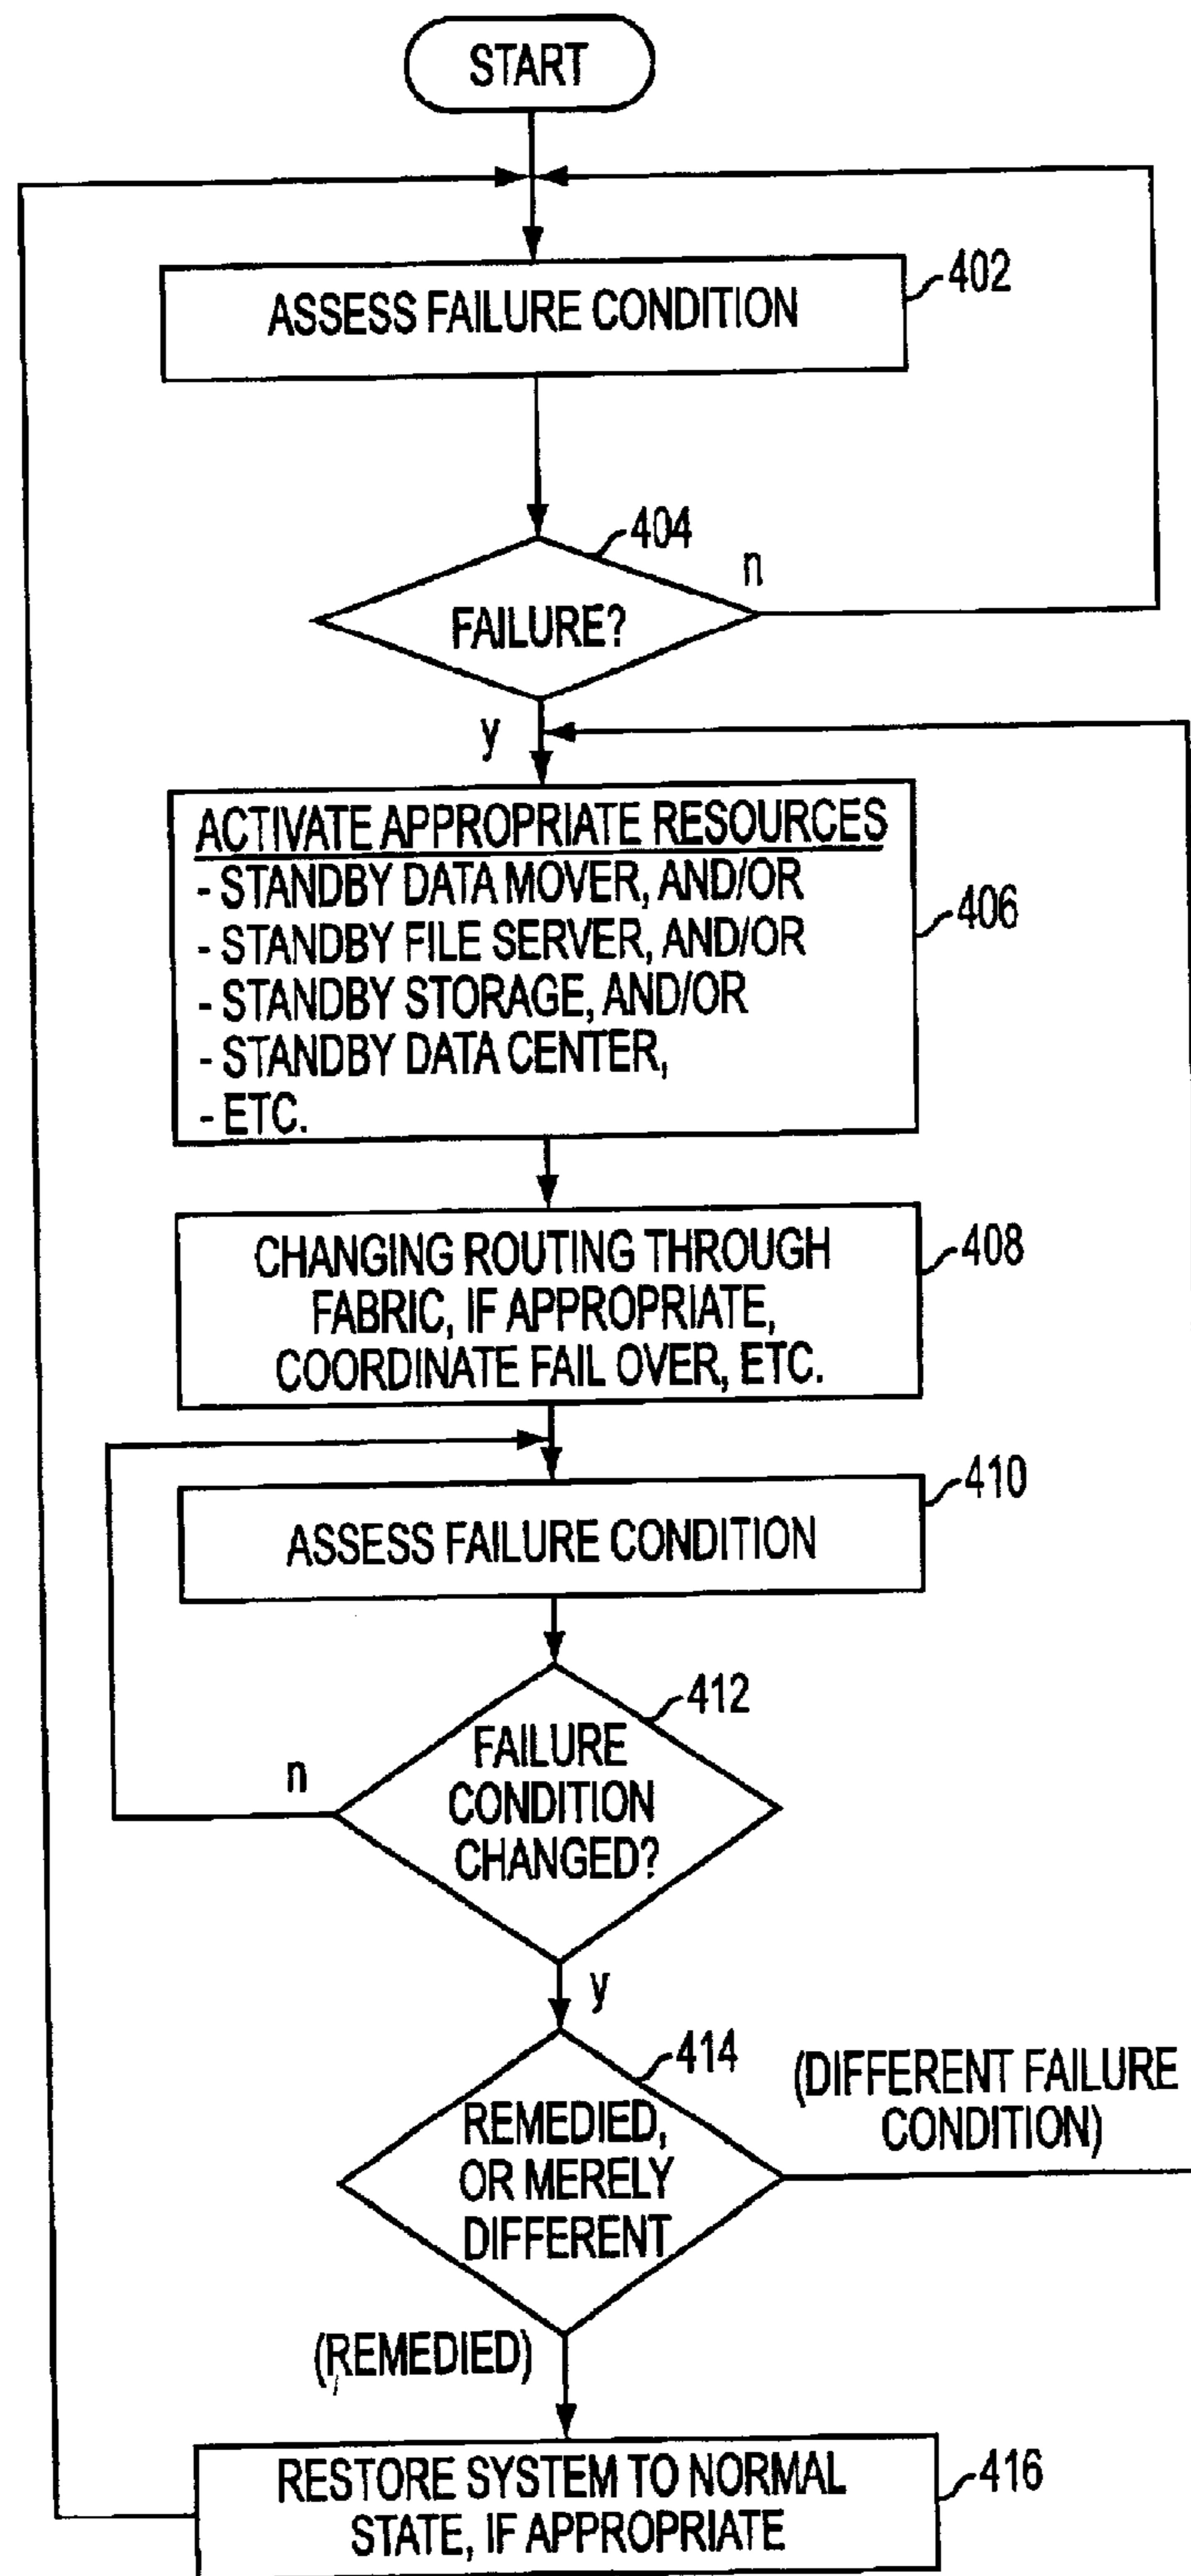 START
ASSESS FAILURE CONDITION
402
404
n
FAILURE?
y
ACTIVATE APPROPRIATE RESOURCES
- STANDBY DATA MOVER, AND/OR
- STANDBY FILE SERVER, AND/OR
- STANDBY STORAGE, AND/OR
- STANDBY DATA CENTER,
- ETC.
406
CHANGING ROUTING THROUGH
FABRIC, IF APPROPRIATE,
COORDINATE FAIL OVER, ETC.
408
410
ASSESS FAILURE CONDITION
412
FAILURE
CONDITION
CHANGED?
n
y
414
REMEDIED,
OR MERELY
DIFFERENT
(DIFFERENT FAILURE
CONDITION)
(REMEDIED)
RESTORE SYSTEM TO NORMAL
STATE, IF APPROPRIATE
416